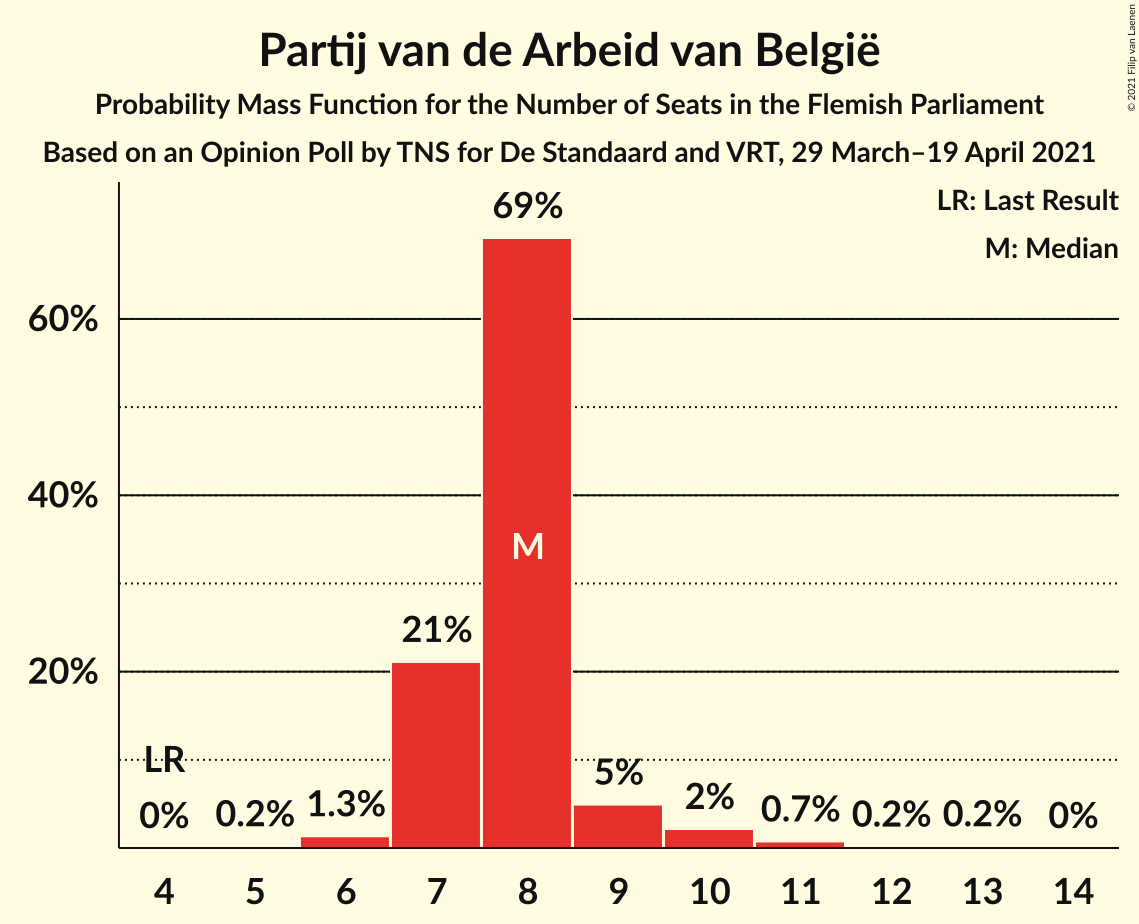 Partij van de Arbeid van België
Probability Mass Function for the Number of Seats in the Flemish Parliament
Based on an Opinion Poll by TNS for De Standaard and VRT, 29 March–19 April 2021
© 2021 Filip van Laenen
LR: Last Result
M: Median
69%
60%
40%
M
21%
20%
LR
0%
0.2%
1.3%
5%
2%
0.7%
0.2%
0.2%
0%
4 5 6 7 8 9 10 11 12 13 14